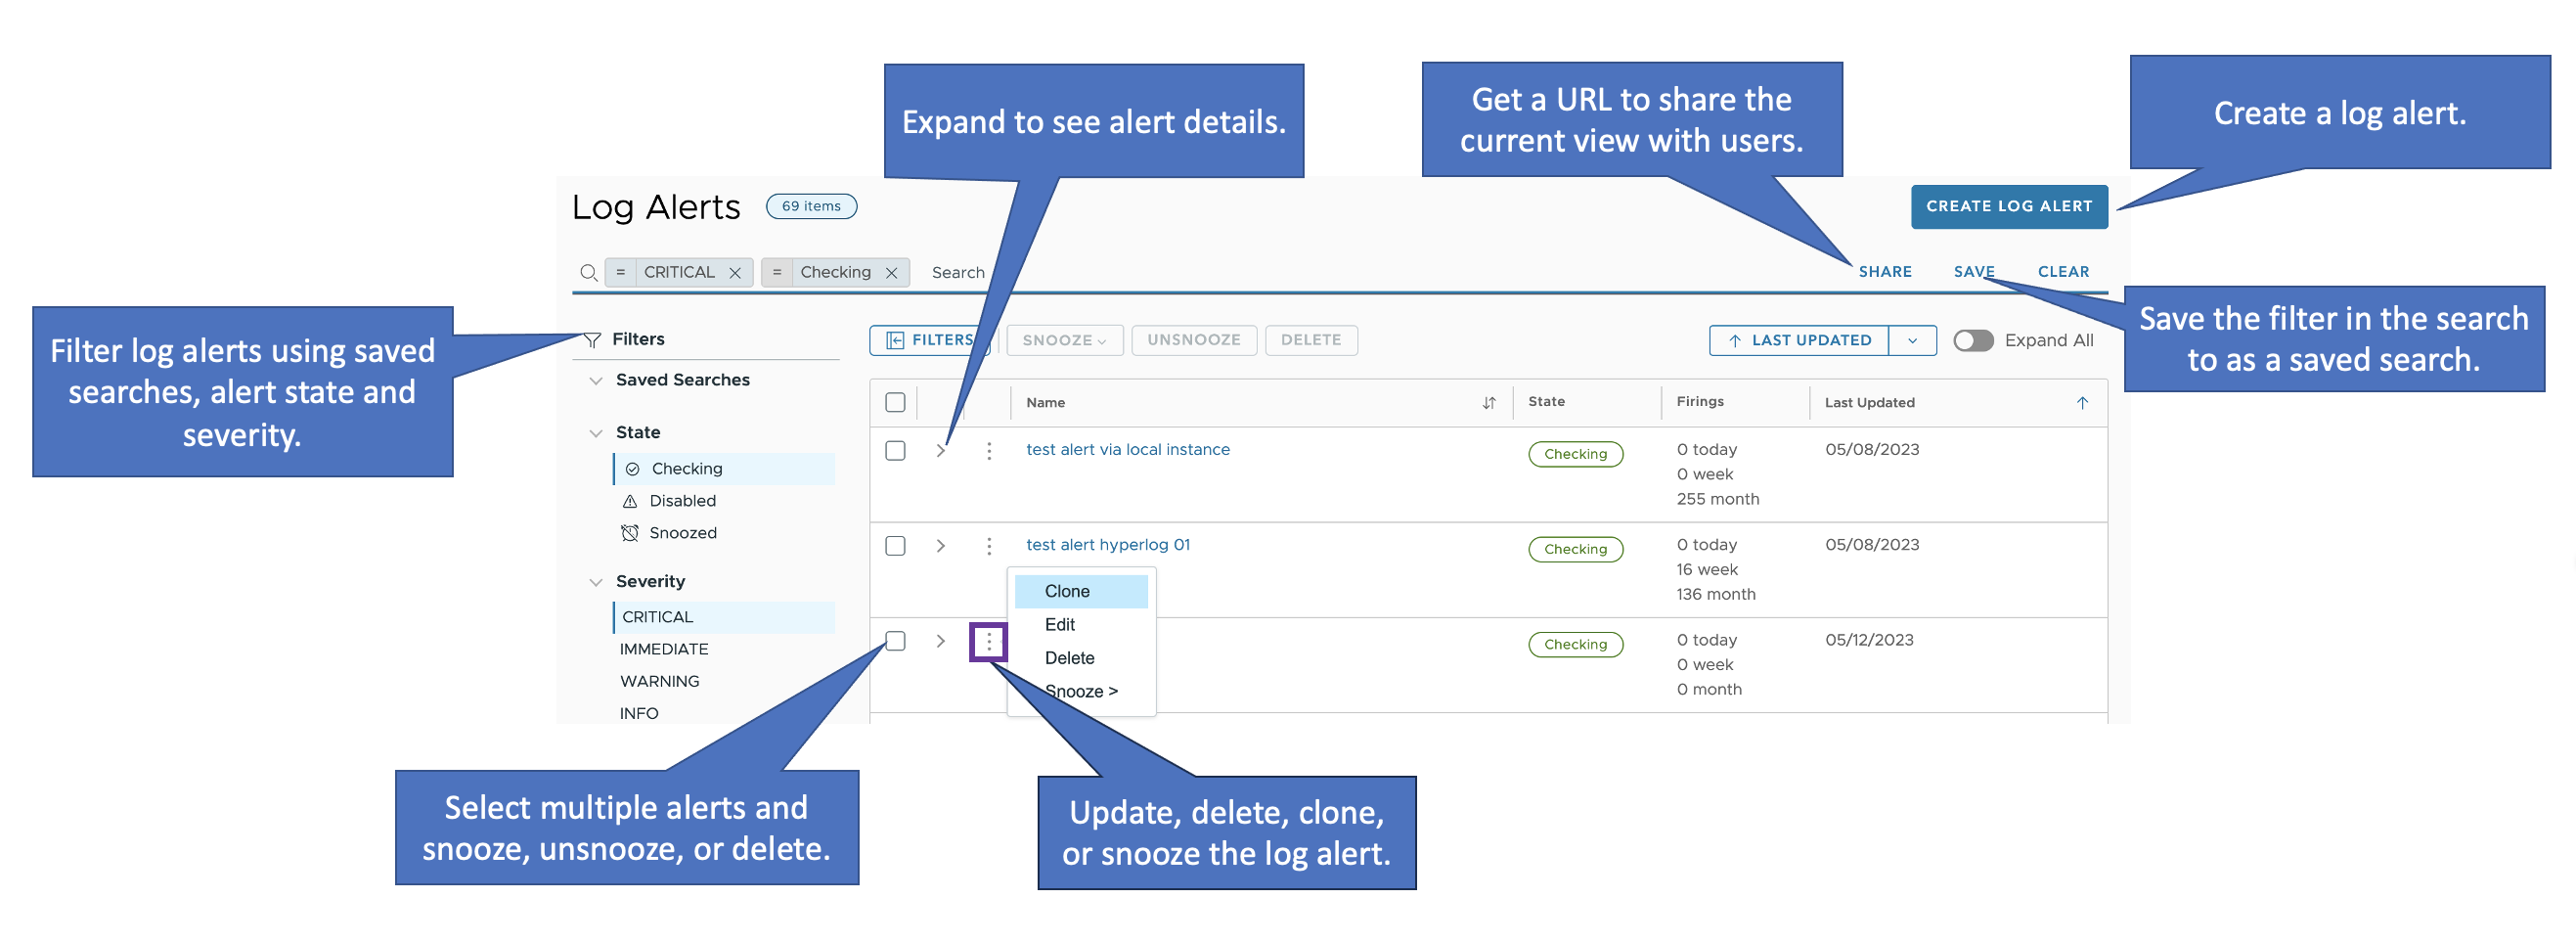 Expand to see alert details.
Get a URL to share the
current view with users.
Create a log alert.
Log Alerts
69 items
CREATE LOG ALERT
= CRITICAL × = Checking × Search
SHARE SAVE CLEAR
Filter log alerts using saved
searches, alert state and
severity.
Save the filter in the search
to as a saved search.
Filters
Saved Searches
State
Checking
Disabled
Snoozed
Severity
CRITICAL
IMMEDIATE
WARNING
INFO
FILTERS SNOOZE UNSNOOZE DELETE
LAST UPDATED Expand All
Name State Firings Last Updated
test alert via local instance Checking 0 today 05/08/2023
0 week
255 month
test alert hyperlog 01 Checking 0 today 05/08/2023
16 week
136 month
Clone
Edit
Delete
Snooze >
Checking 0 today 05/12/2023
0 week
0 month
Select multiple alerts and
snooze, unsnooze, or delete.
Update, delete, clone,
or snooze the log alert.